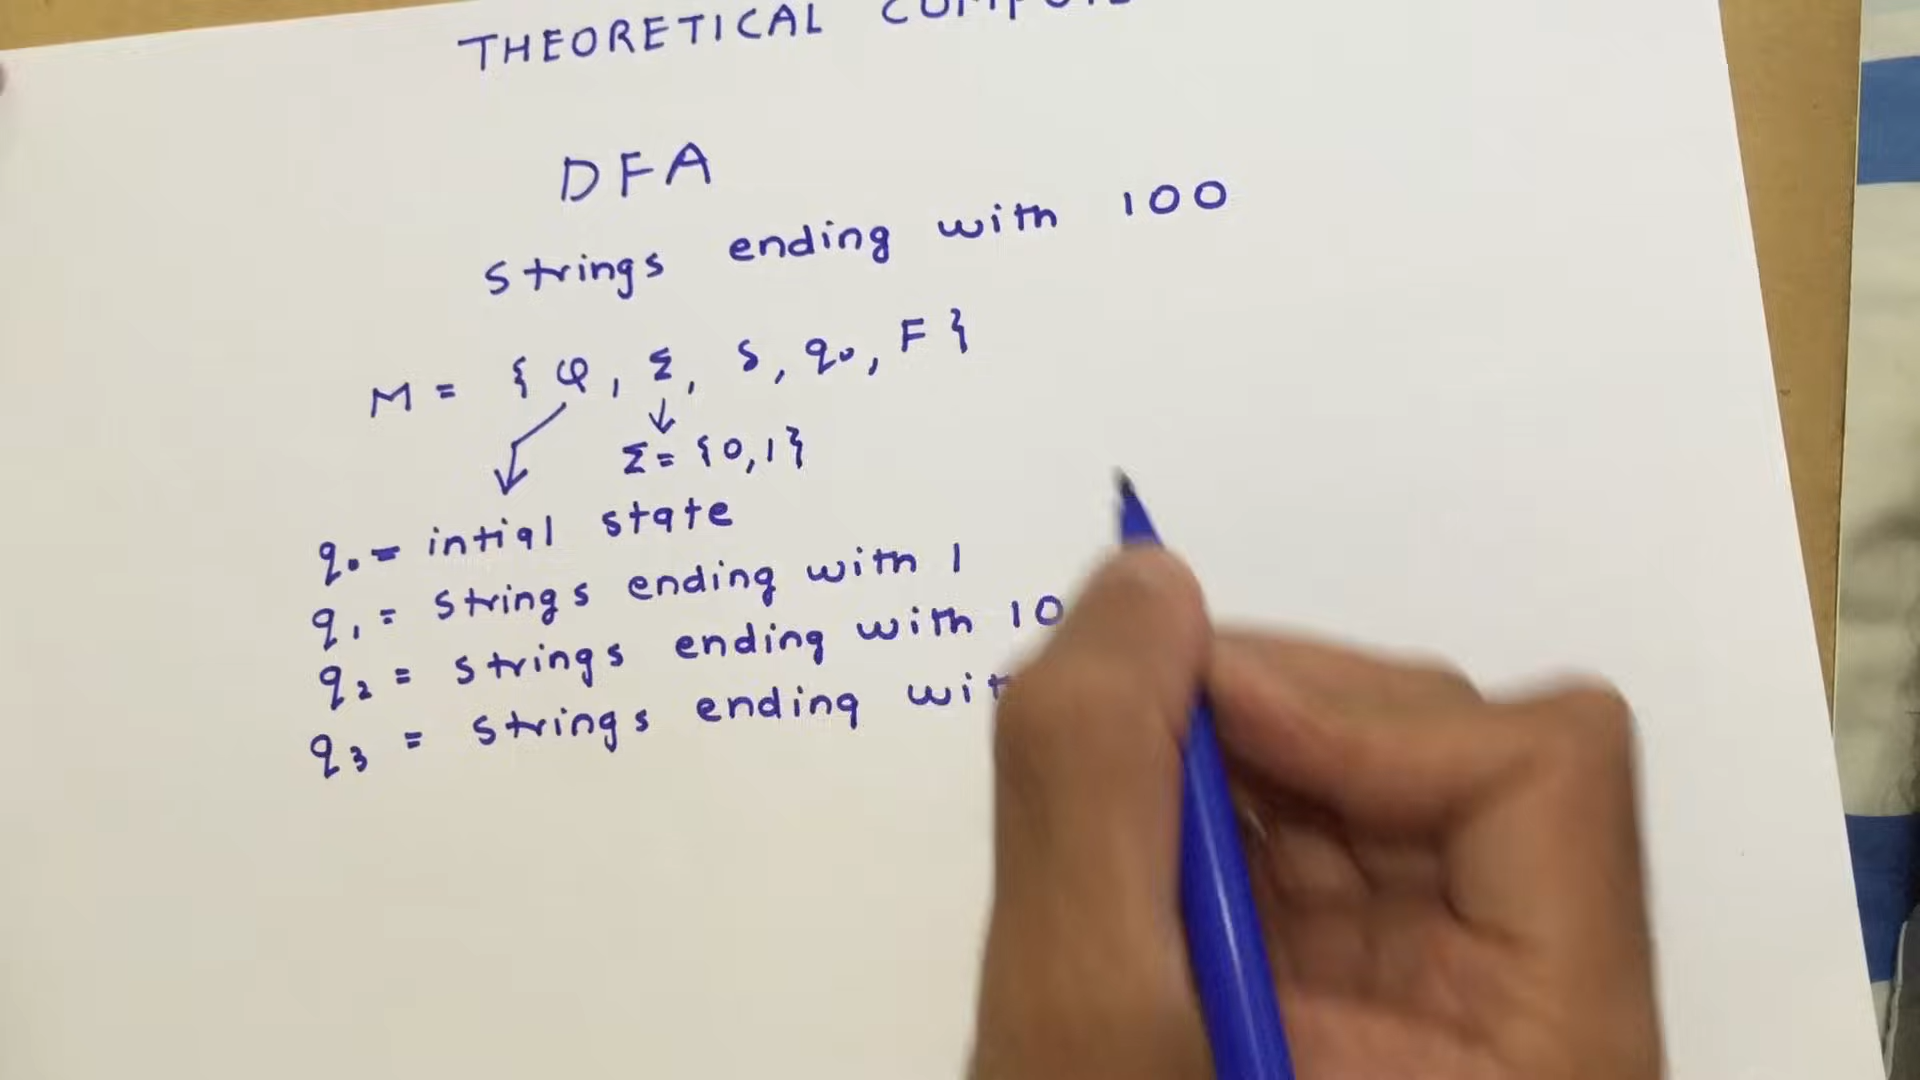 THEORETICAL
DFA
strings ending with 100
M = { Q, Σ, δ, q0, F }
Σ = {0,1}
q0 = intial state
q1 = strings ending with 1
q2 = strings ending with 10
q3 = strings ending